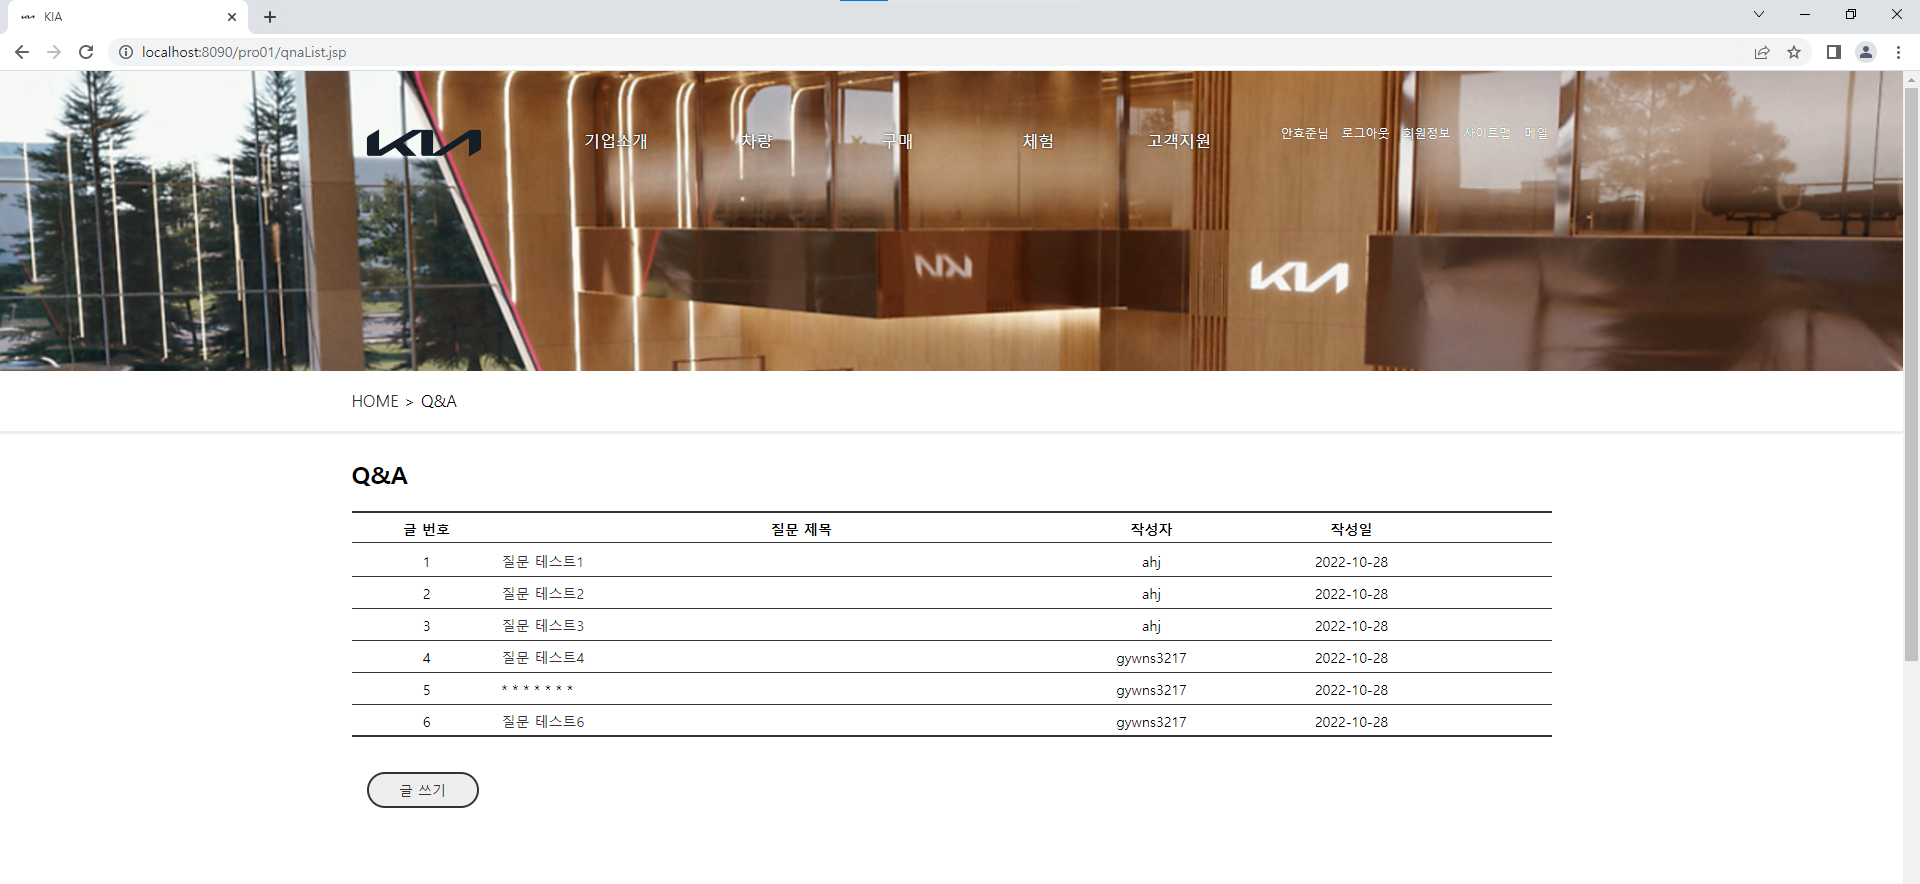 KIA
localhost:8090/pro01/qnaList.jsp
KIA 기업소개 차량 구매 체험 고객지원 안효준님 로그아웃 회원정보 사이트맵 메일
KIA
HOME > Q&A
Q&A
글 번호 질문 제목 작성자 작성일
1 질문 테스트1 ahj 2022-10-28
2 질문 테스트2 ahj 2022-10-28
3 질문 테스트3 ahj 2022-10-28
4 질문 테스트4 gywns3217 2022-10-28
5 * * * * * * * gywns3217 2022-10-28
6 질문 테스트6 gywns3217 2022-10-28
글 쓰기